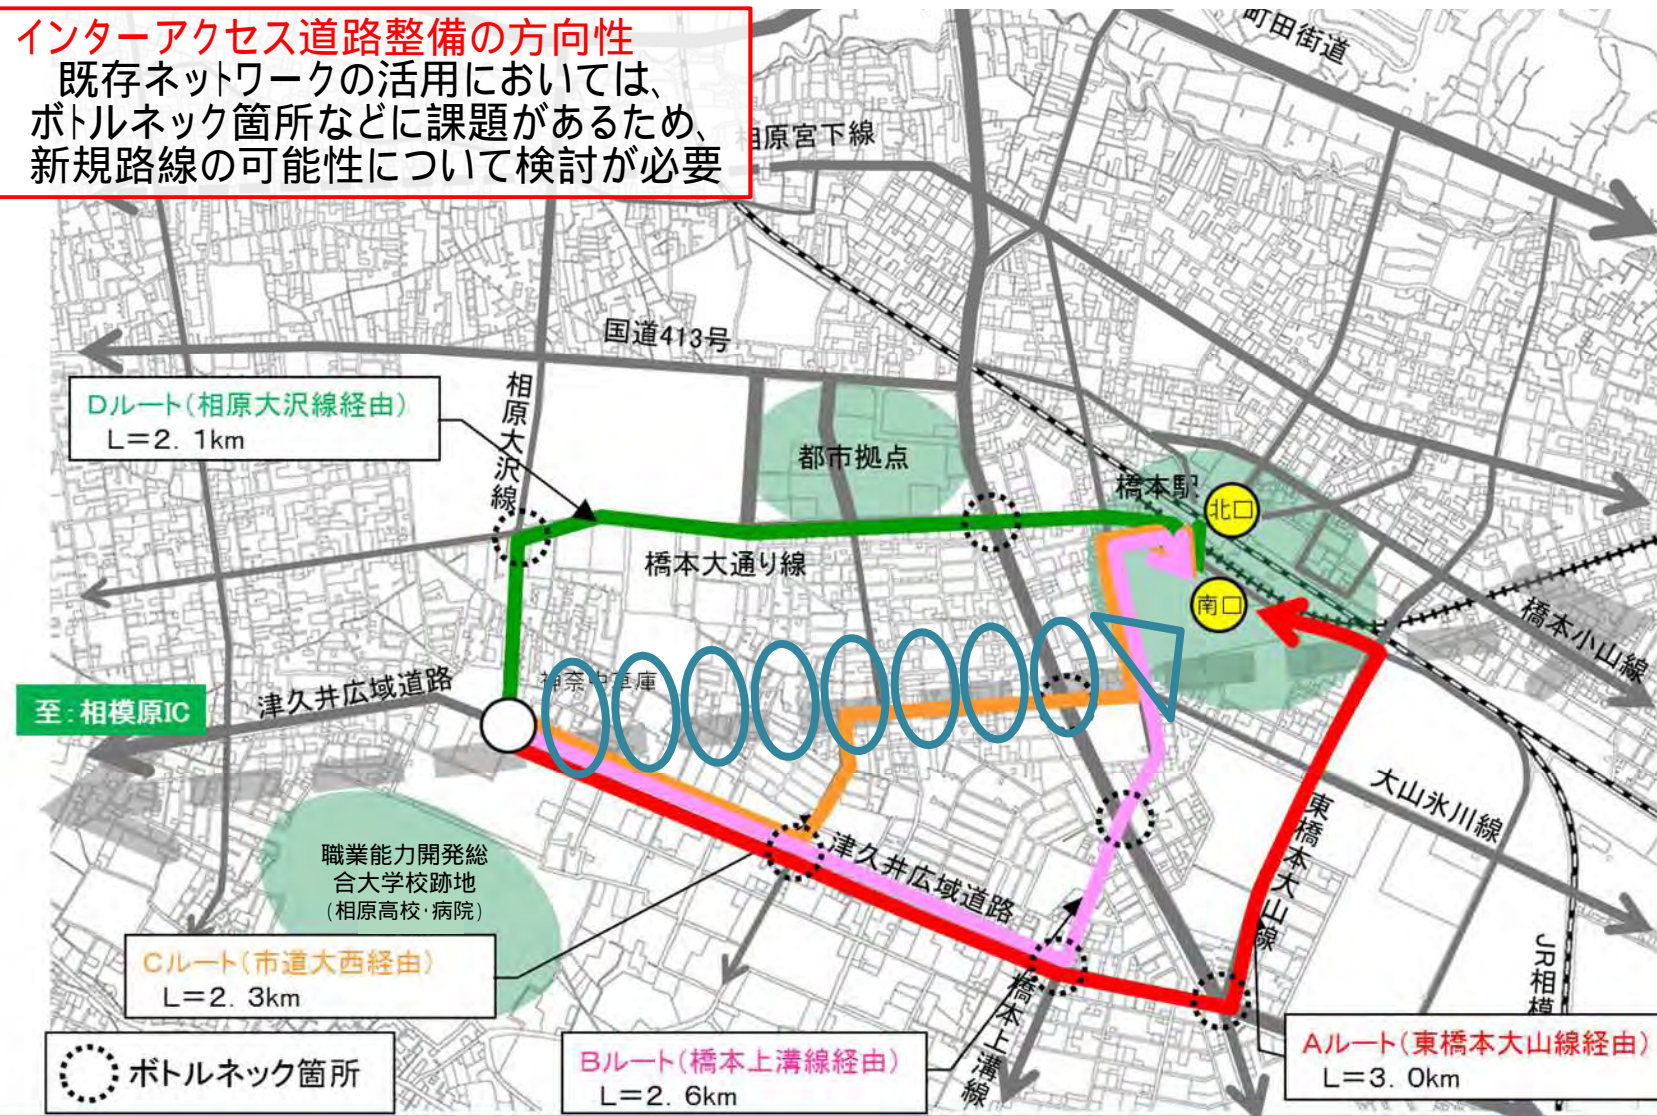 インターアクセス道路整備の方向性
既存ネットワークの活用においては、
ボトルネック箇所などに課題があるため、
新規路線の可能性について検討が必要
町田街道
相原宮下線
国道413号
Dルート(相原大沢線経由)
L=2. 1km
相原大沢線
都市拠点
橋本駅
北口
橋本大通り線
南口
橋本小山線
神奈中車庫
津久井広域道路
至:相模原IC
大山氷川線
東橋本大山線
津久井広域道路
職業能力開発総
合大学校跡地
(相原高校・病院)
Cルート(市道大西経由)
L=2. 3km
橋本上溝線
JR相模
ボトルネック箇所
Bルート(橋本上溝線経由)
L=2. 6km
Aルート(東橋本大山線経由)
L=3. 0km